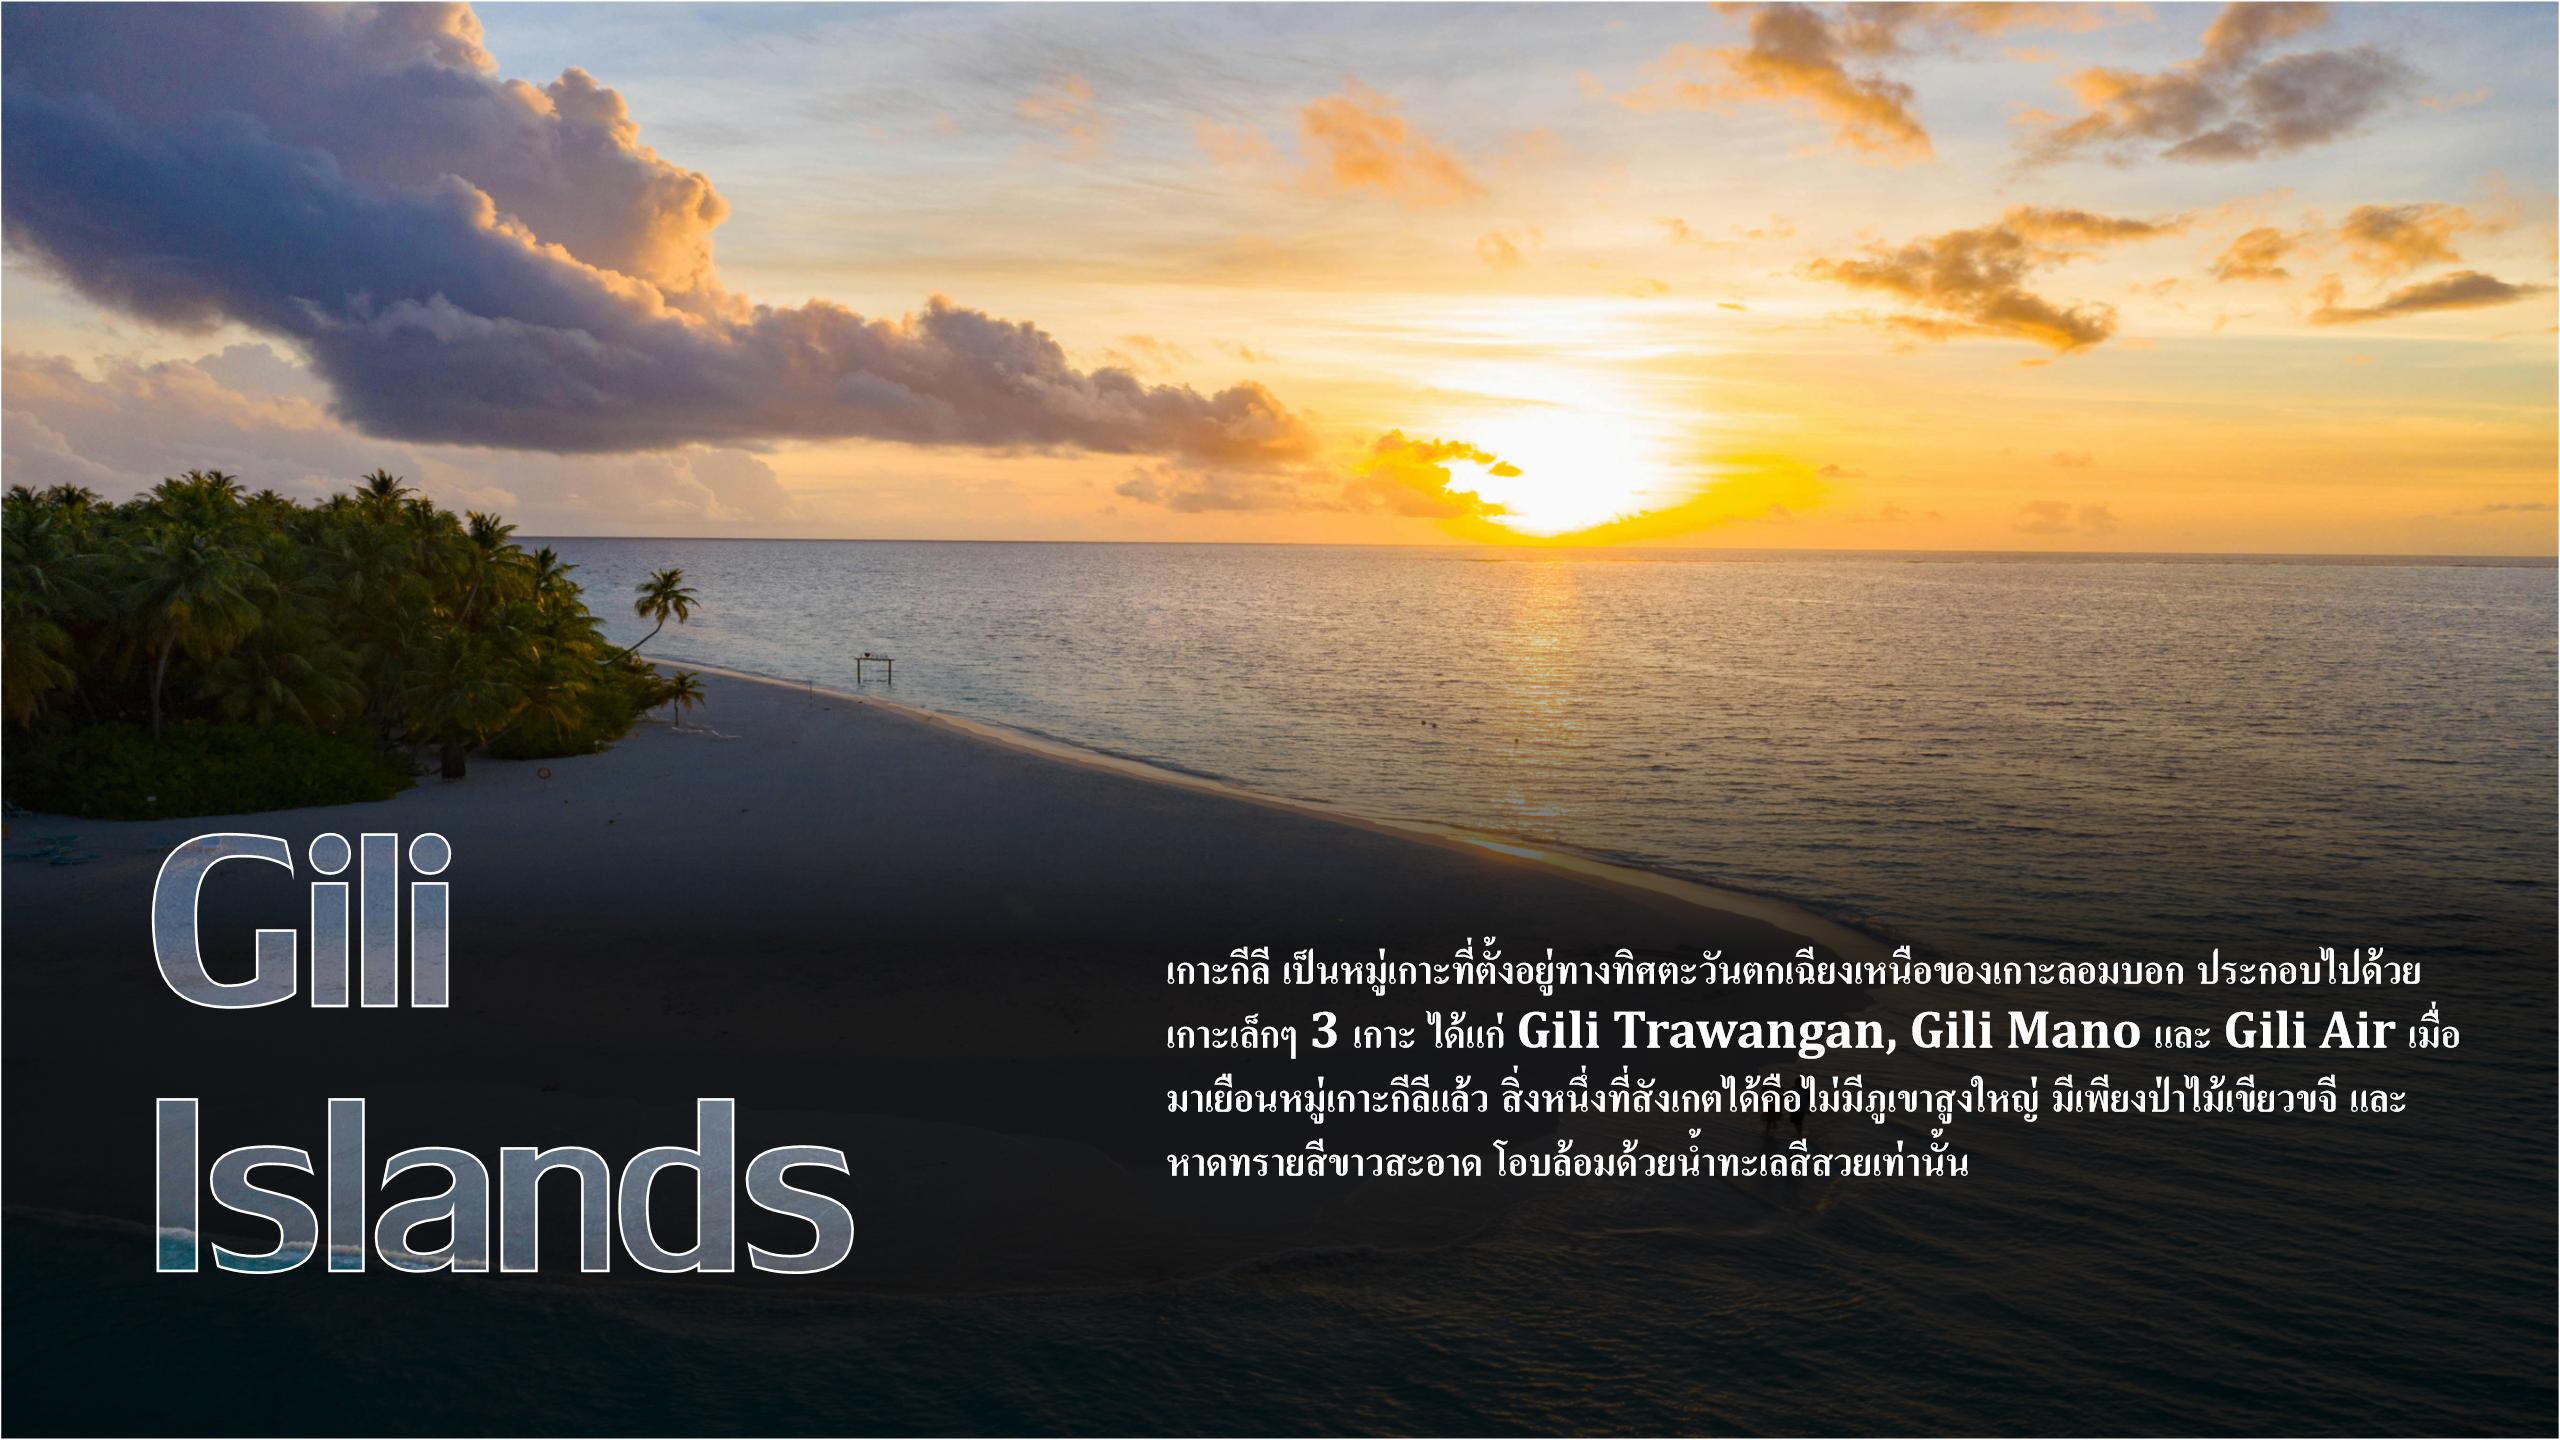 Gili
Islands
เกาะกีลี เป็นหมู่เกาะที่ตั้งอยู่ทางทิศตะวันตกเฉียงเหนือของเกาะลอมบอก ประกอบไปด้วย
เกาะเล็กๆ 3 เกาะ ได้แก่ Gili Trawangan, Gili Mano และ Gili Air เมื่อ
มาเยือนหมู่เกาะกีลีแล้ว สิ่งหนึ่งที่สังเกตได้คือไม่มีภูเขาสูงใหญ่ มีเพียงป่าไม้เขียวขจี และ
หาดทรายสีขาวสะอาด โอบล้อมด้วยน้ำทะเลสีสวยเท่านั้น